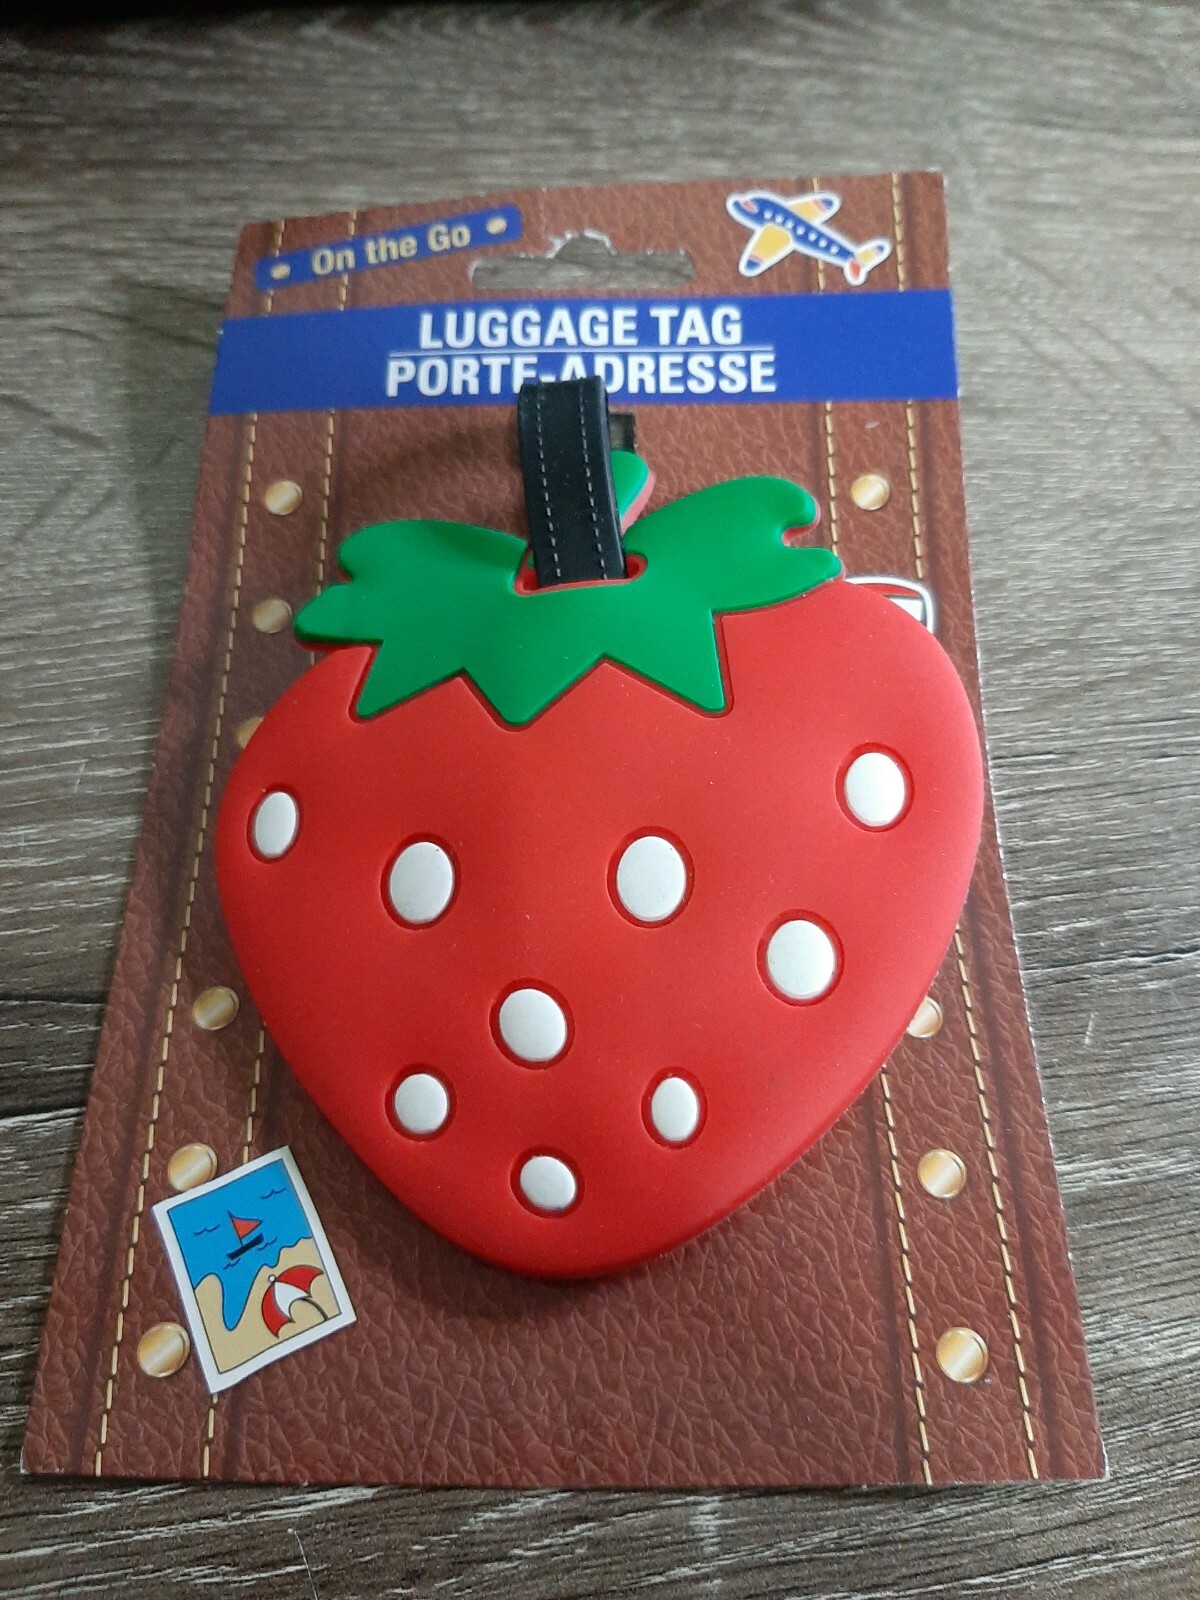 On the Go
LUGGAGE TAG
PORTE-ADRESSE